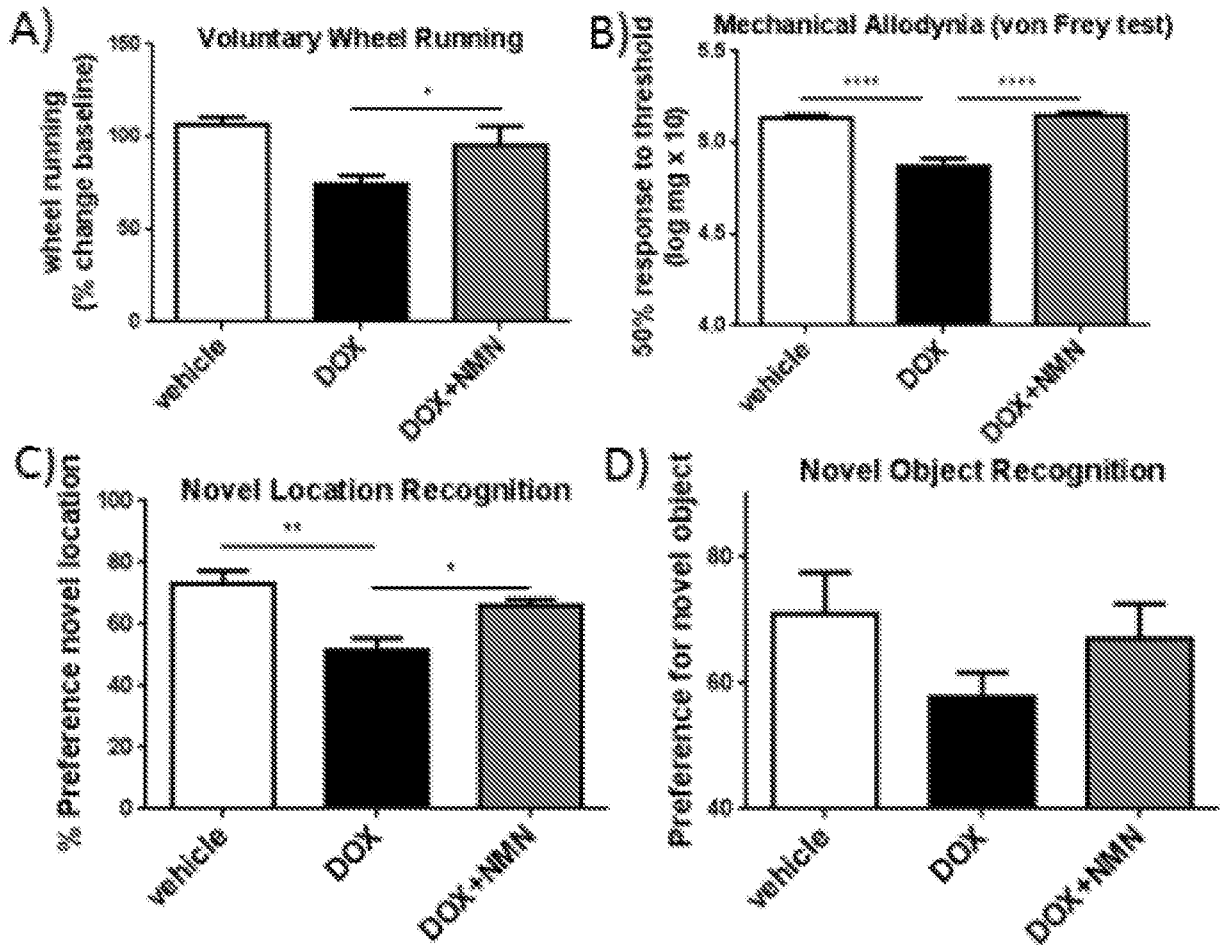 A)
Voluntary Wheel Running
wheel running
(% change baseline)
150
100
50
0
*
vehicle
DOX
DOX+NMN
B)
Mechanical Allodynia (von Frey test)
50% response to threshold
(log mg x 10)
5.5
5.0
4.5
4.0
****
****
vehicle
DOX
DOX+NMN
C)
Novel Location Recognition
% Preference novel location
100
80
60
40
20
0
**
*
vehicle
DOX
DOX+NMN
D)
Novel Object Recognition
Preference for novel object
80
60
40
vehicle
DOX
DOX+NMN